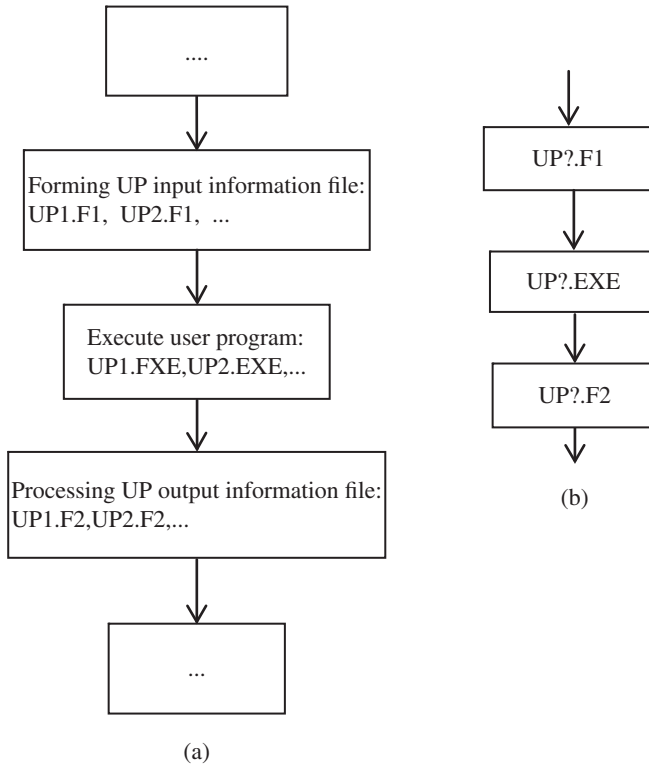 ....
Forming UP input information file:
UP1.F1, UP2.F1, ...
Execute user program:
UP1.FXE,UP2.EXE,...
Processing UP output information file:
UP1.F2,UP2.F2,...
...
(a)
UP?.F1
UP?.EXE
UP?.F2
(b)